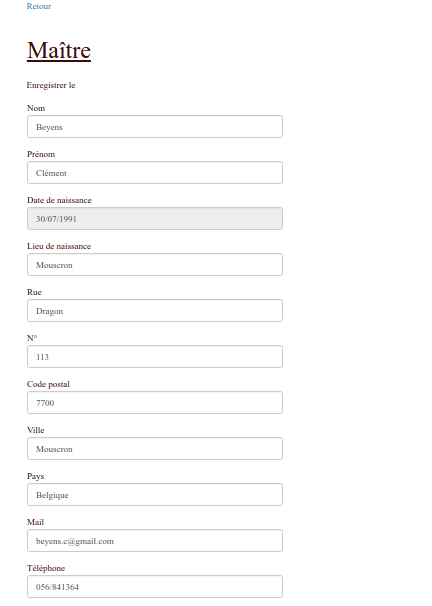 Retour
Maître
Enregistrer le
Nom
Beyens
Prénom
Clément
Date de naissance
30/07/1991
Lieu de naissance
Mouscron
Rue
Dragon
N°
113
Code postal
7700
Ville
Mouscron
Pays
Belgique
Mail
beyens.c@gmail.com
Téléphone
056/841364